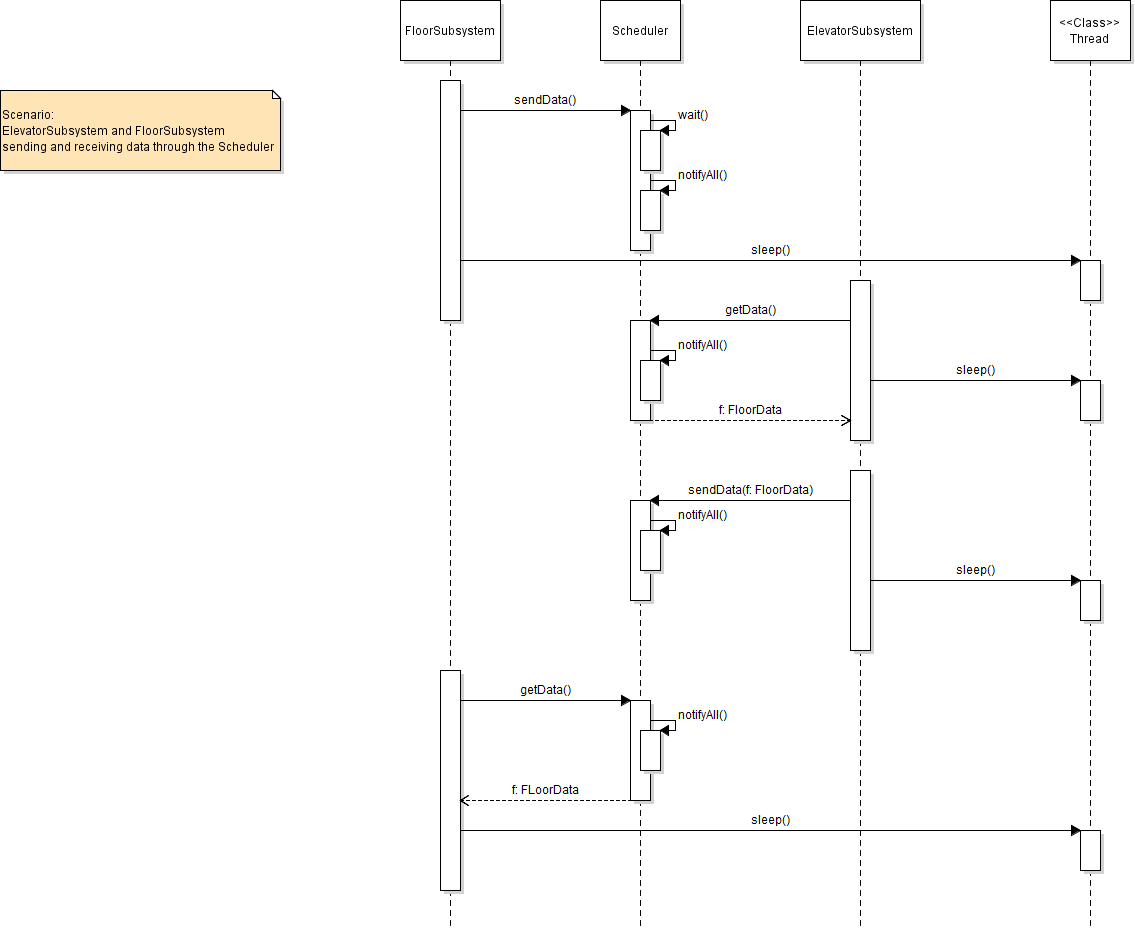 FloorSubsystem
Scheduler
ElevatorSubsystem
<<Class>>
Thread
Scenario:
ElevatorSubsystem and FloorSubsystem
sending and receiving data through the Scheduler
sendData()
wait()
notifyAll()
sleep()
getData()
notifyAll()
sleep()
f: FloorData
sendData(f: FloorData)
notifyAll()
sleep()
getData()
notifyAll()
f: FLoorData
sleep()